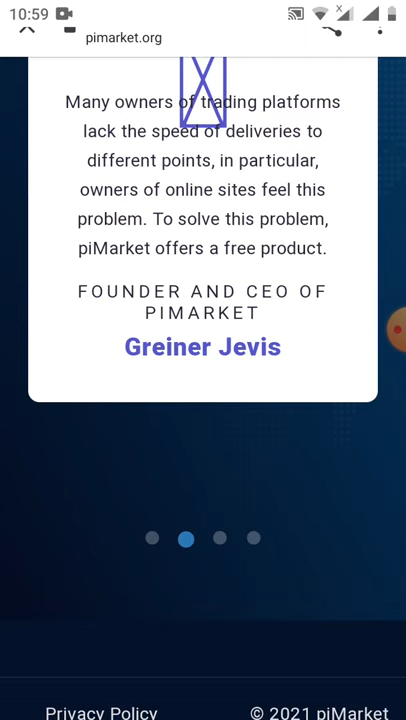 10:59
x
pimarket.org
Many owners of trading platforms
lack the speed of deliveries to
different points, in particular,
owners of online sites feel this
problem. To solve this problem,
piMarket offers a free product.
FOUNDER AND CEO OF
PIMARKET
Greiner Jevis
Privacy Policy © 2021 piMarket